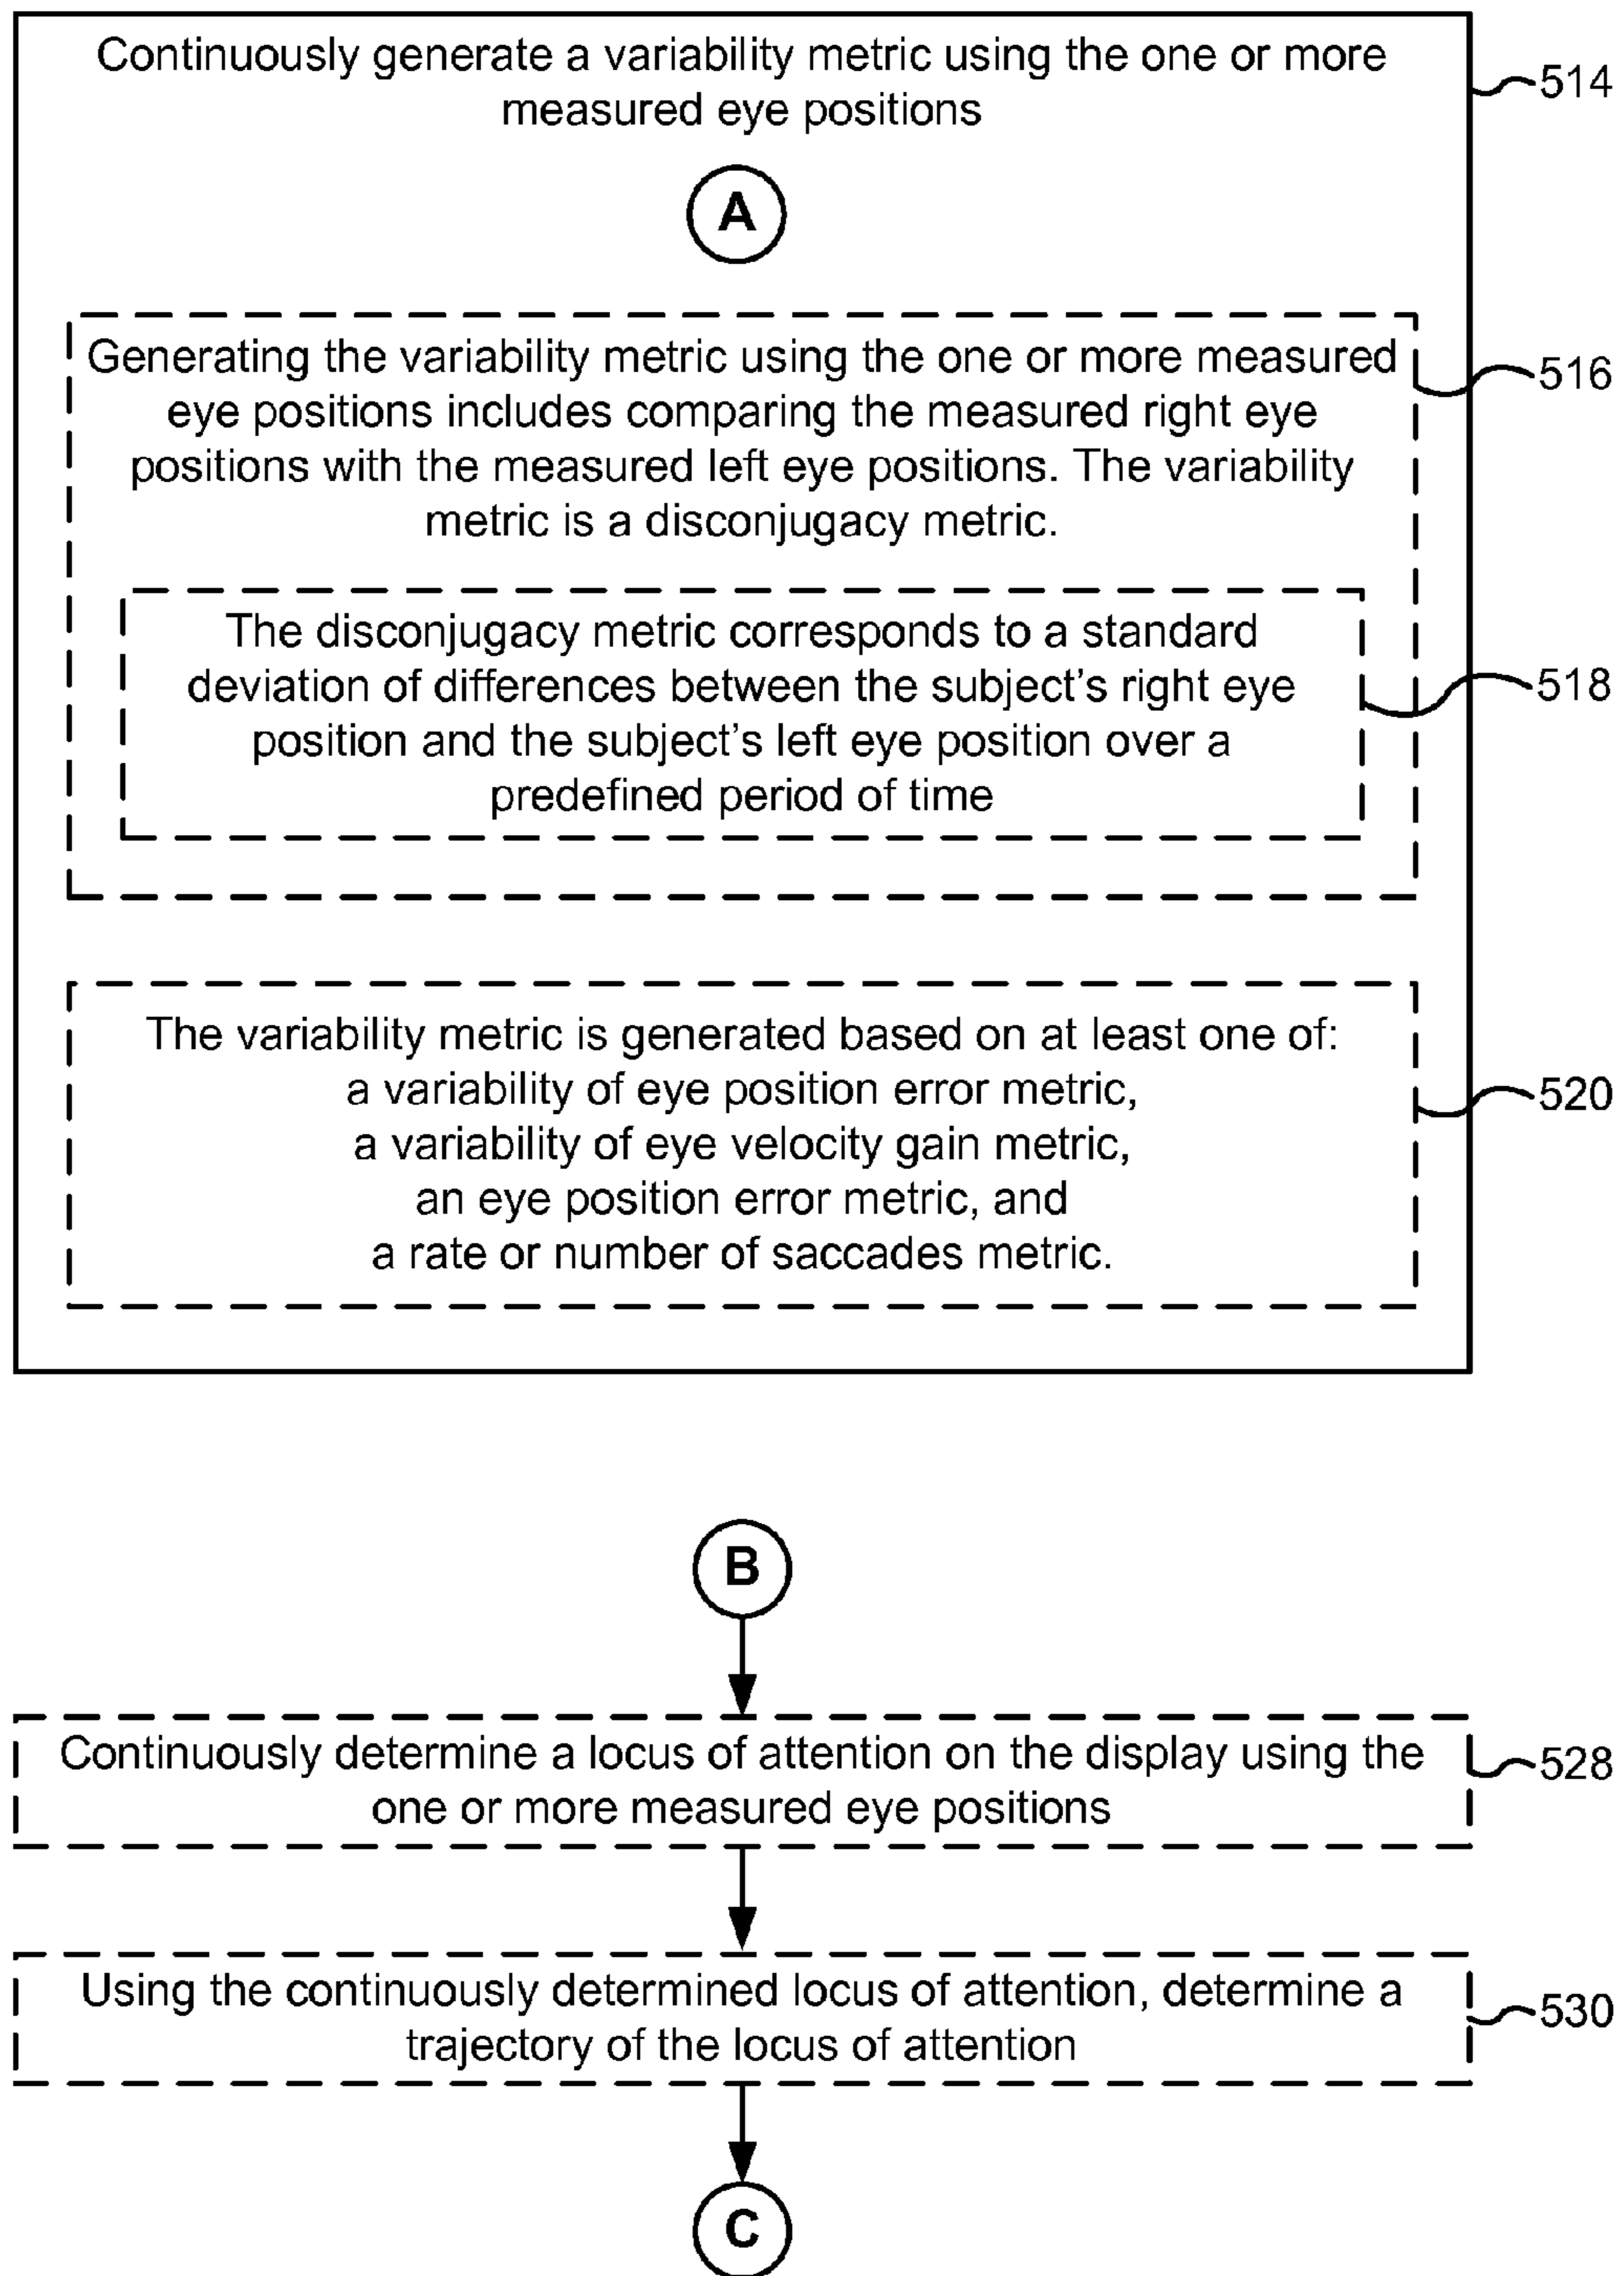 Continuously generate a variability metric using the one or more
measured eye positions
514
A
Generating the variability metric using the one or more measured
eye positions includes comparing the measured right eye
positions with the measured left eye positions. The variability
metric is a disconjugacy metric.
516
The disconjugacy metric corresponds to a standard
deviation of differences between the subject's right eye
position and the subject's left eye position over a
predefined period of time
518
The variability metric is generated based on at least one of:
a variability of eye position error metric,
a variability of eye velocity gain metric,
an eye position error metric, and
a rate or number of saccades metric.
520
B
Continuously determine a locus of attention on the display using the
one or more measured eye positions
528
Using the continuously determined locus of attention, determine a
trajectory of the locus of attention
530
C